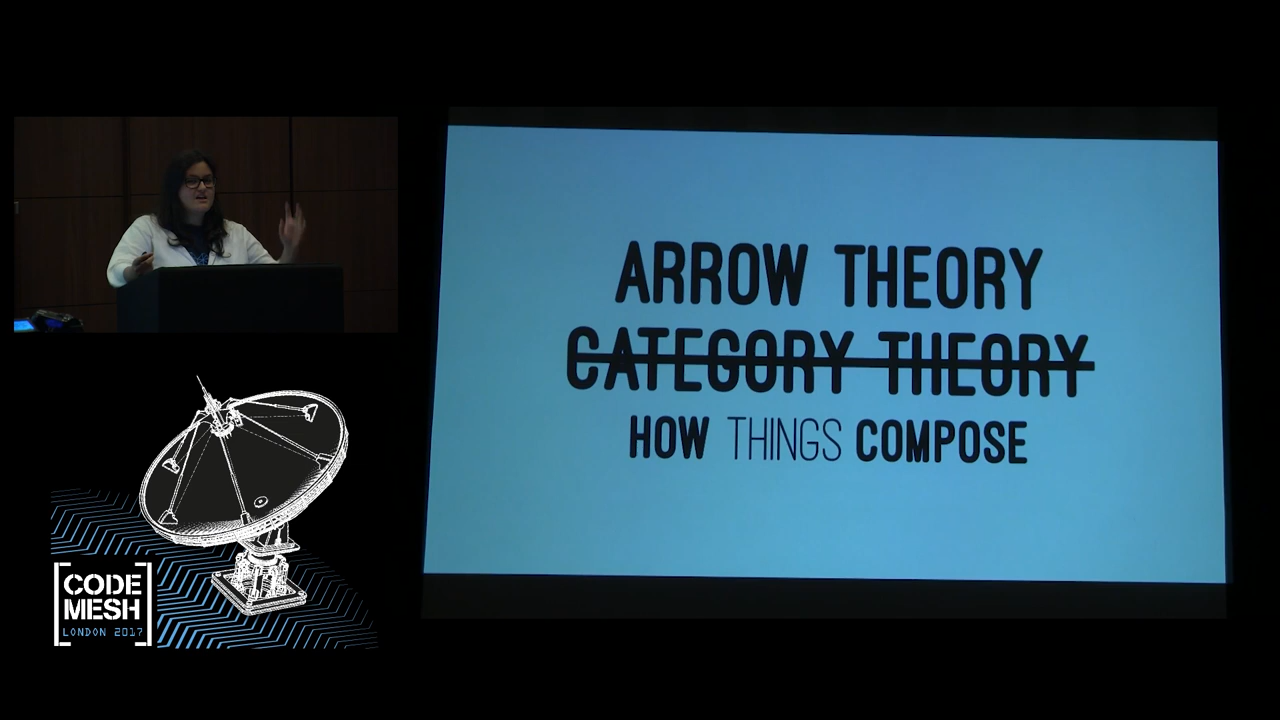 ARROW THEORY
CATEGORY THEORY
HOW THINGS COMPOSE
CODE
MESH
LONDON 2017